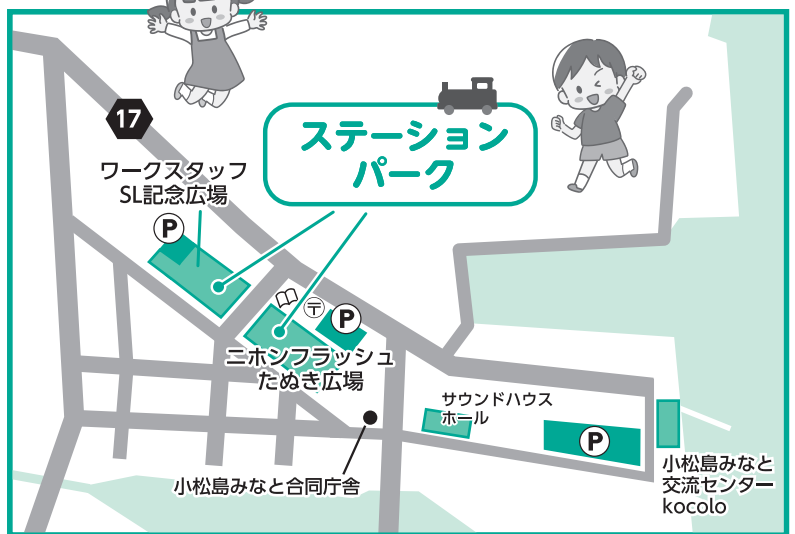 17
ステーション
パーク
ワークスタッフ
SL記念広場
P
〒
P
ニホンフラッシュ
たぬき広場
サウンドハウス
ホール
P
小松島みなと合同庁舎
小松島みなと
交流センター
kocolo